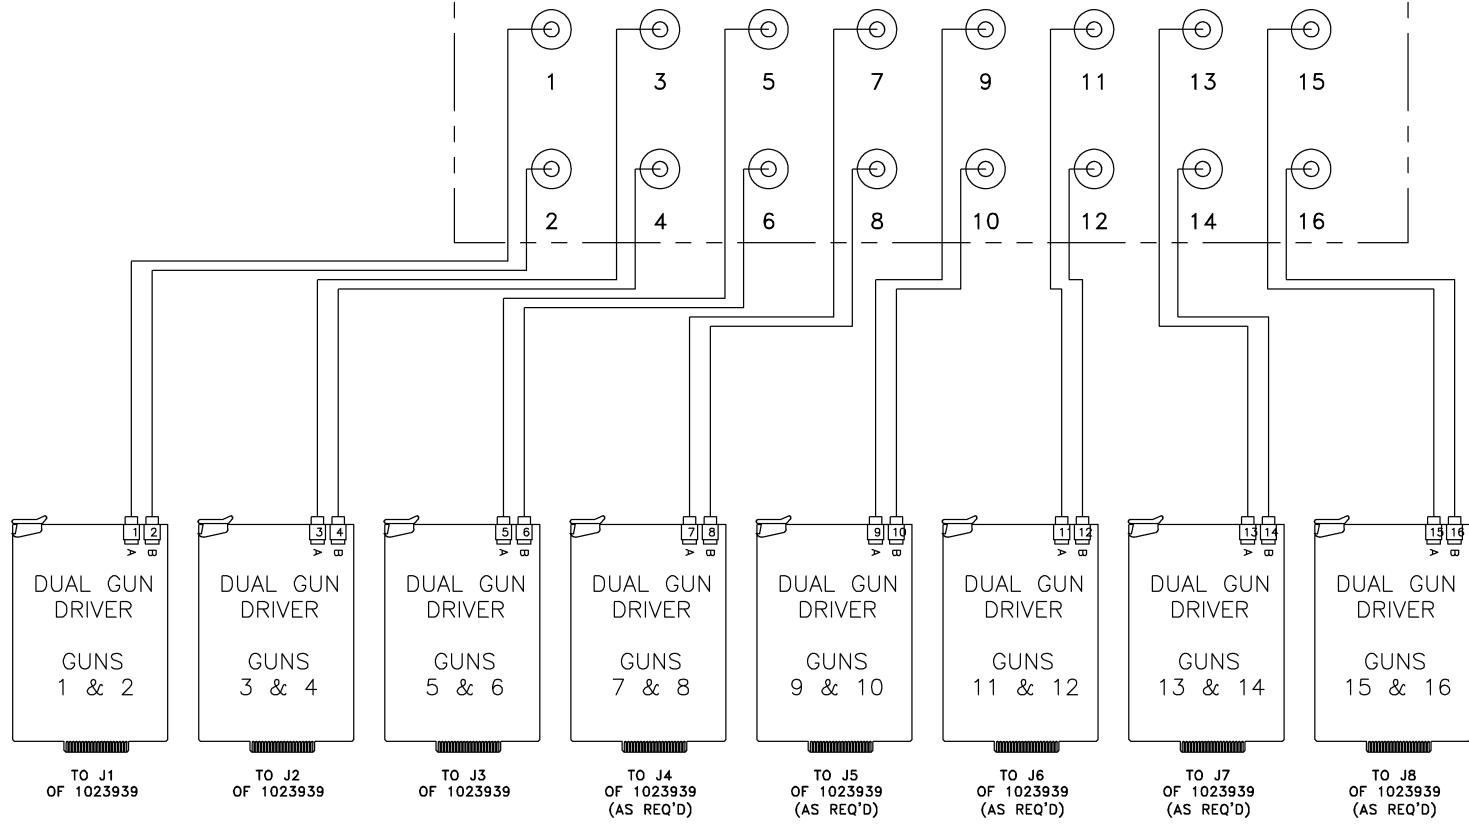 1 3 5 7 9 11 13 15
2 4 6 8 10 12 14 16
1 2 3 4 5 6 7 8 9 10 11 12 13 14 15 16
A B A B A B A B A B A B A B A B
DUAL GUN
DRIVER
GUNS
1 & 2
TO J1
OF 1023939
DUAL GUN
DRIVER
GUNS
3 & 4
TO J2
OF 1023939
DUAL GUN
DRIVER
GUNS
5 & 6
TO J3
OF 1023939
DUAL GUN
DRIVER
GUNS
7 & 8
TO J4
OF 1023939
(AS REQ'D)
DUAL GUN
DRIVER
GUNS
9 & 10
TO J5
OF 1023939
(AS REQ'D)
DUAL GUN
DRIVER
GUNS
11 & 12
TO J6
OF 1023939
(AS REQ'D)
DUAL GUN
DRIVER
GUNS
13 & 14
TO J7
OF 1023939
(AS REQ'D)
DUAL GUN
DRIVER
GUNS
15 & 16
TO J8
OF 1023939
(AS REQ'D)